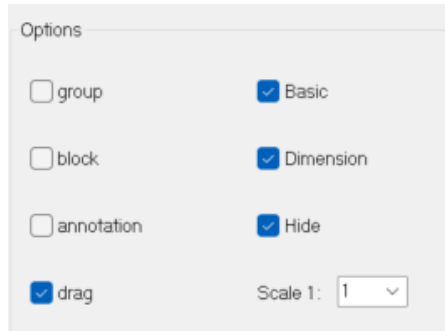 Options
group
Basic
block
Dimension
annotation
Hide
drag
Scale 1: 1